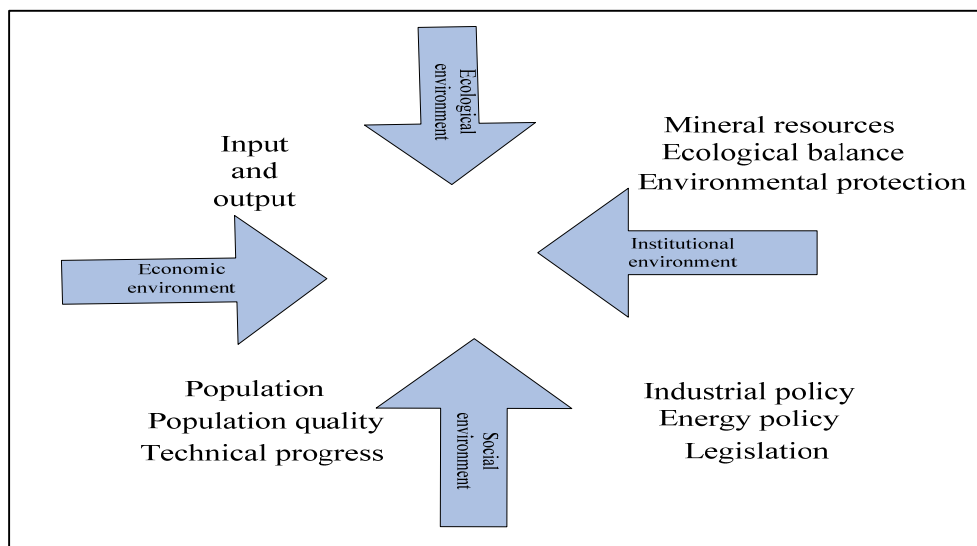 Ecological
environment
Input
and
output
Mineral resources
Ecological balance
Environmental protection
Economic
environment
Institutional
environment
Population
Population quality
Technical progress
Social
environment
Industrial policy
Energy policy
Legislation